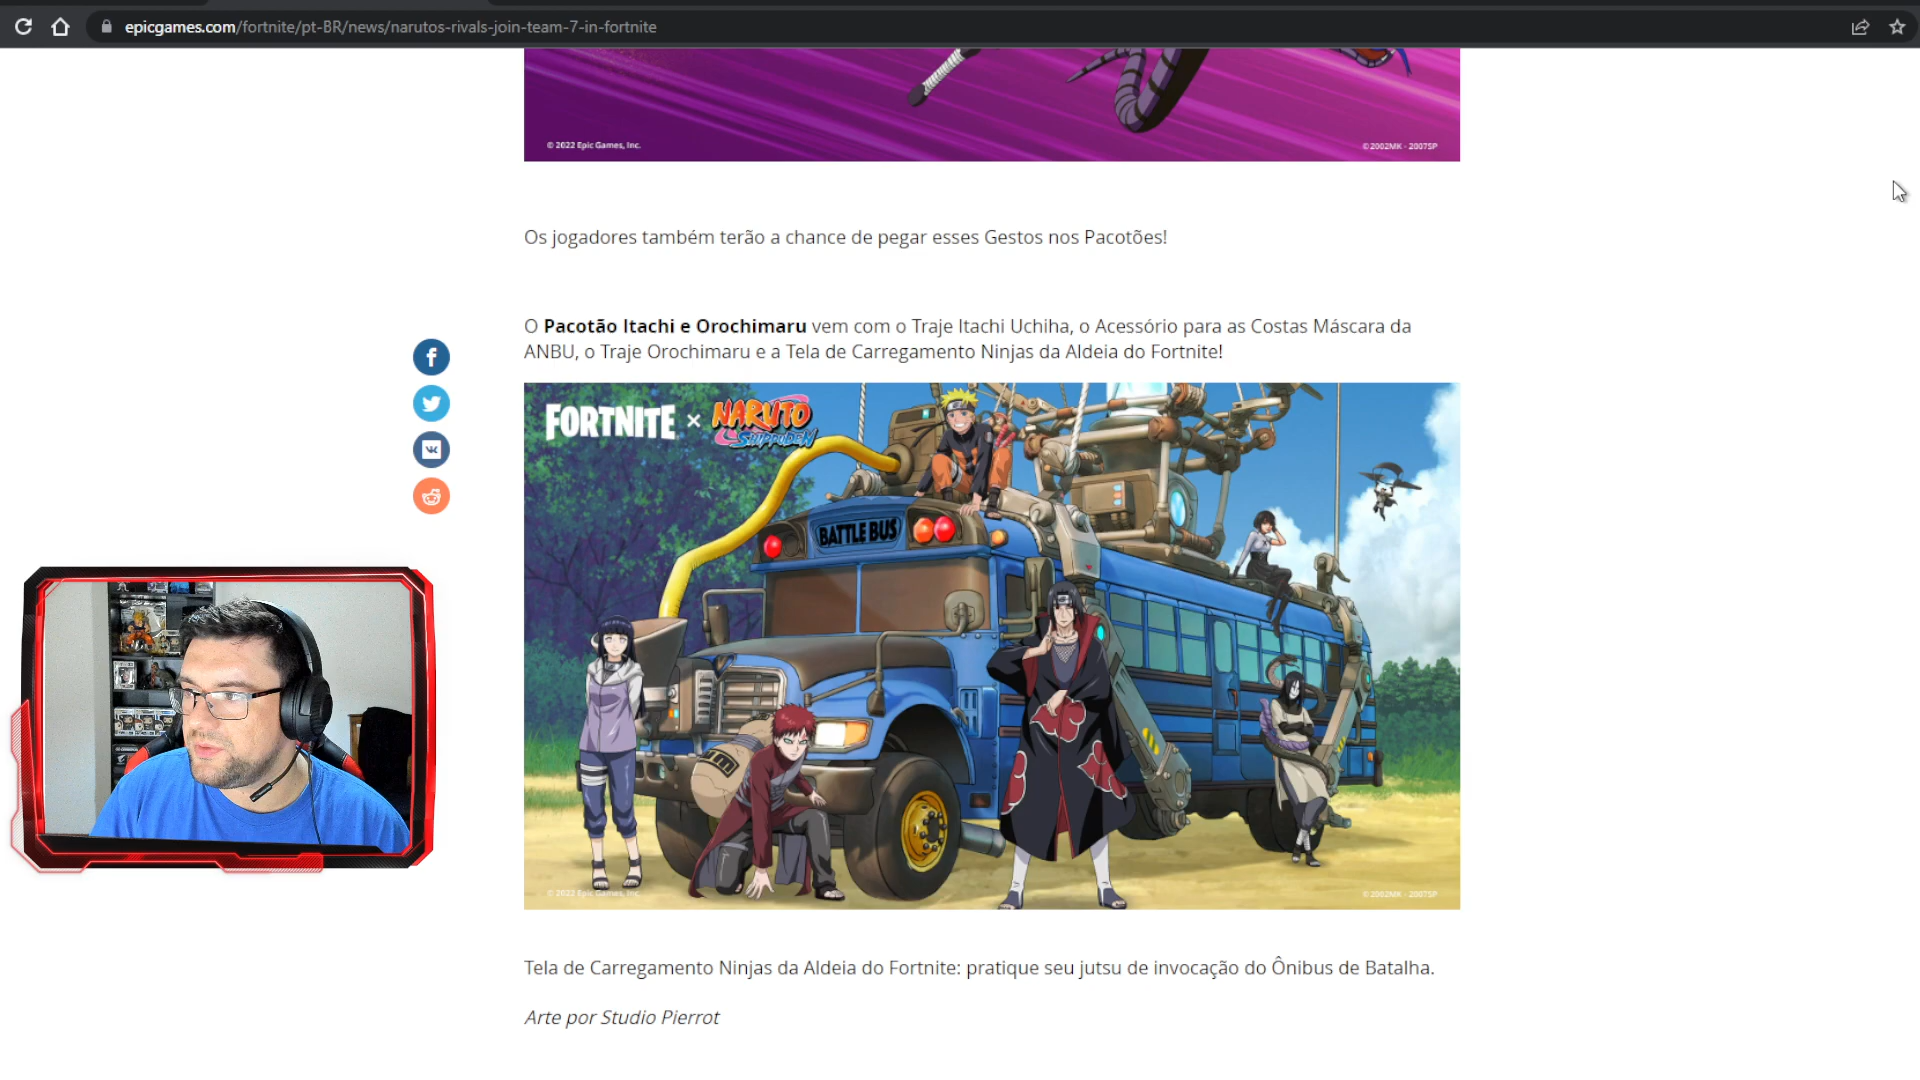 epicgames.com/fortnite/pt-BR/news/narutos-rivals-join-team-7-in-fortnite
© 2022 Epic Games, Inc.
©2002MK - 2007SP
Os jogadores também terão a chance de pegar esses Gestos nos Pacotões!
O Pacotão Itachi e Orochimaru vem com o Traje Itachi Uchiha, o Acessório para as Costas Máscara da
ANBU, o Traje Orochimaru e a Tela de Carregamento Ninjas da Aldeia do Fortnite!
FORTNITE × NARUTO
SHIPPUDEN
BATTLE BUS
© 2022 Epic Games, Inc.
©2002MK - 2007SP
Tela de Carregamento Ninjas da Aldeia do Fortnite: pratique seu jutsu de invocação do Ônibus de Batalha.
Arte por Studio Pierrot